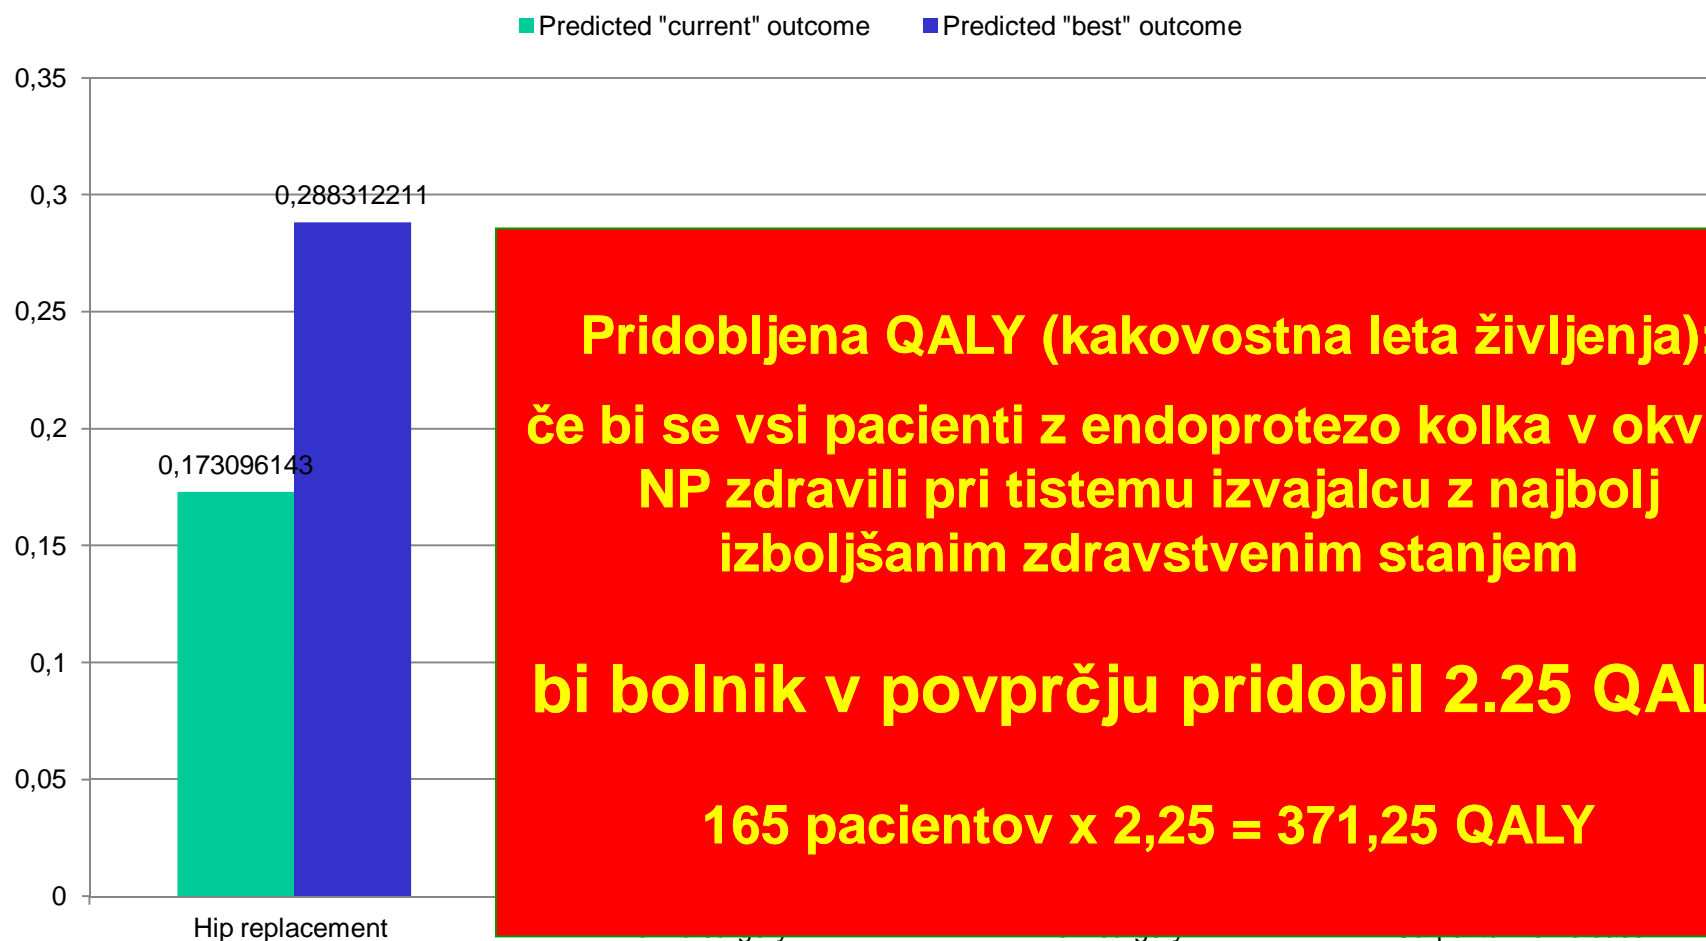 Predicted "current" outcome Predicted "best" outcome
0,35
0,3
0,25
0,2
0,15
0,1
0,05
0
0,288312211
0,173096143
Pridobljena QALY (kakovostna leta življenja):
če bi se vsi pacienti z endoprotezo kolka v
NP zdravili pri tistemu izvajalcu z najbolj
izboljšanim zdravstvenim stanjem
bi bolnik v povprčju pridobil 2.25
165 pacientov x 2,25 = 371,25 QALY
Hip replacement